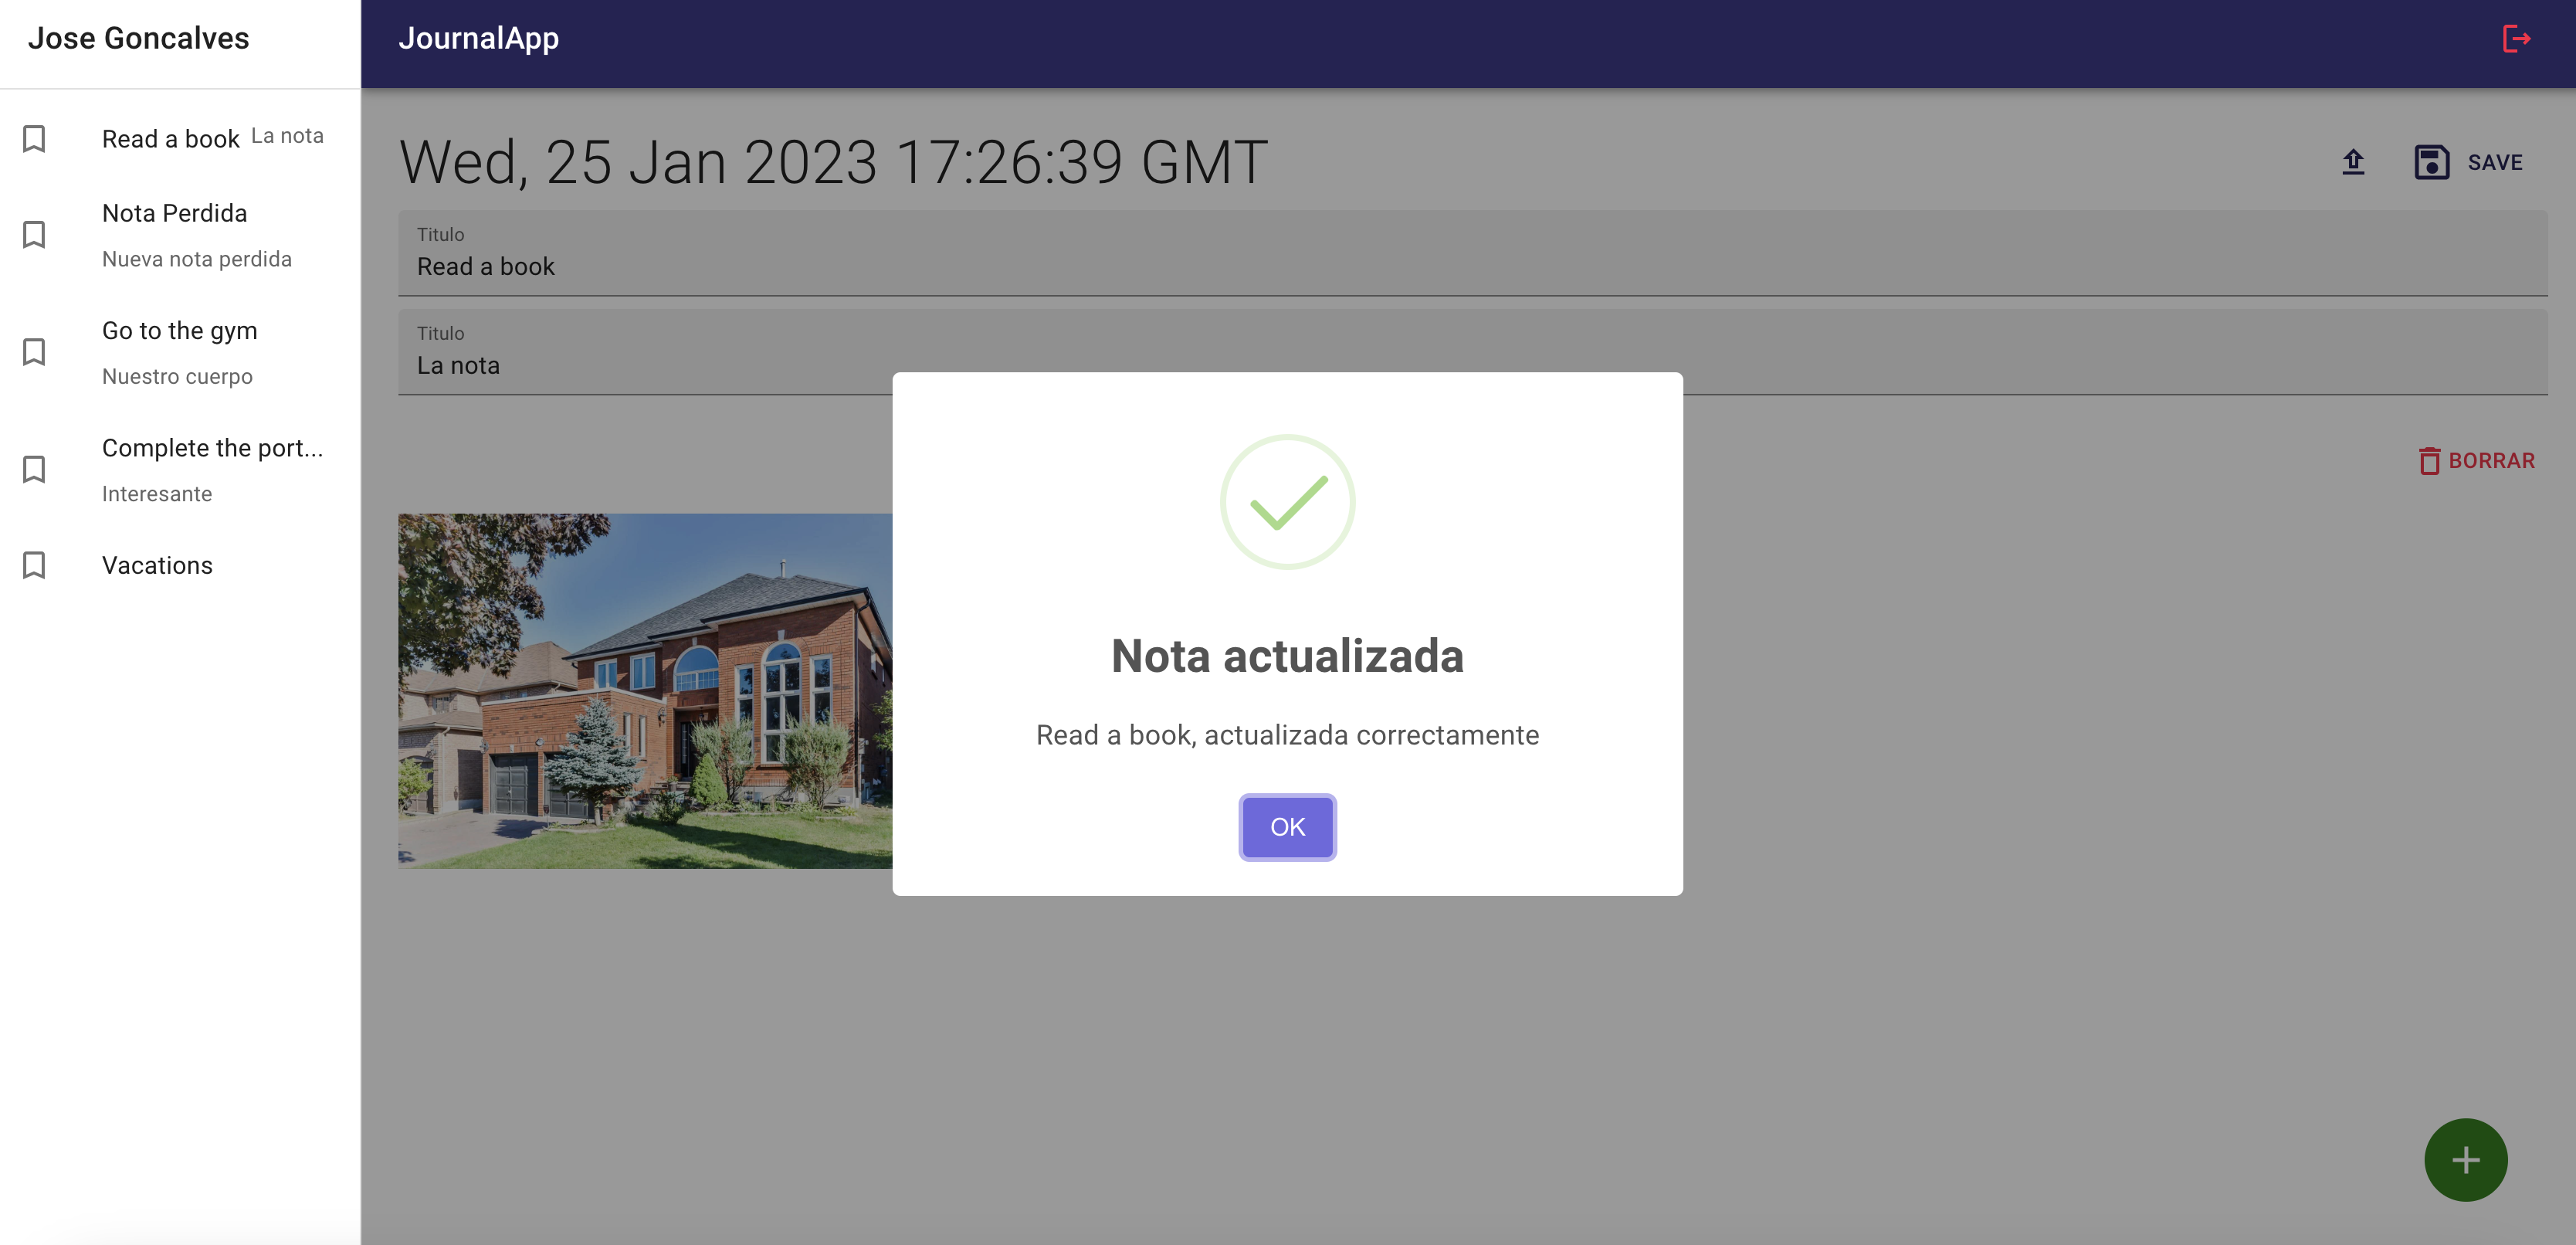 Jose Goncalves
JournalApp
Read a book La nota
Nota Perdida
Nueva nota perdida
Go to the gym
Nuestro cuerpo
Complete the port...
Interesante
Vacations
Wed, 25 Jan 2023 17:26:39 GMT
SAVE
Titulo
Read a book
Titulo
La nota
BORRAR
Nota actualizada
Read a book, actualizada correctamente
OK